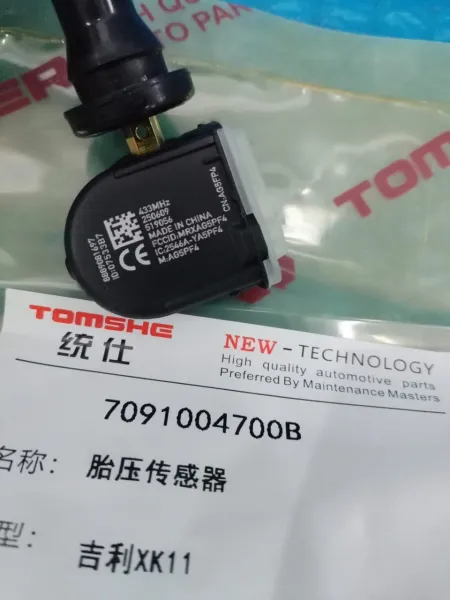 TOMSHE
433MHz
250609
519056
MADE IN CHINA
FCCID:MRXAG5PF4
IC:2546A-YA5PF4
M:AG5PF4
CE
TOMSHE
统仕
NEW - TECHNOLOGY
High quality automotive parts
Preferred By Maintenance Masters
7091004700B
名称: 胎压传感器
型: 吉利XK11